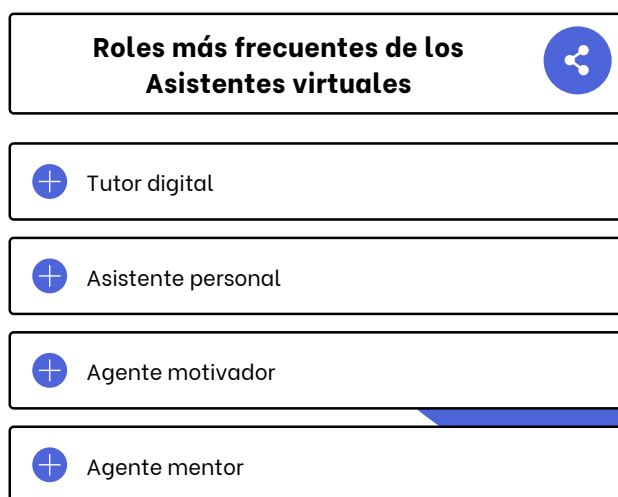 Roles más frecuentes de los
Asistentes virtuales
Tutor digital
Asistente personal
Agente motivador
Agente mentor